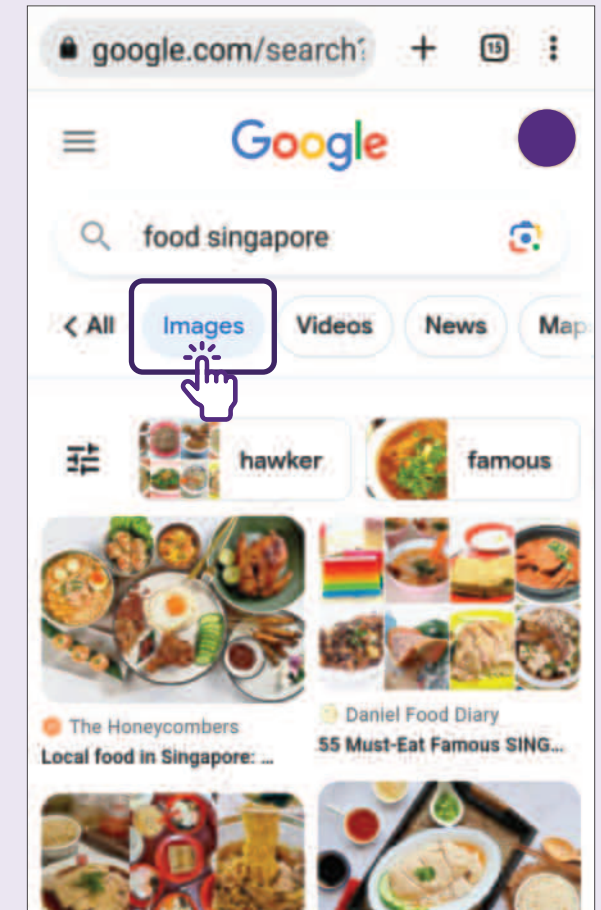 google.com/search?
15
Google
food singapore
< All Images Videos News Map
hawker famous
The Honeycombers
Local food in Singapore: ...
Daniel Food Diary
55 Must-Eat Famous SING...